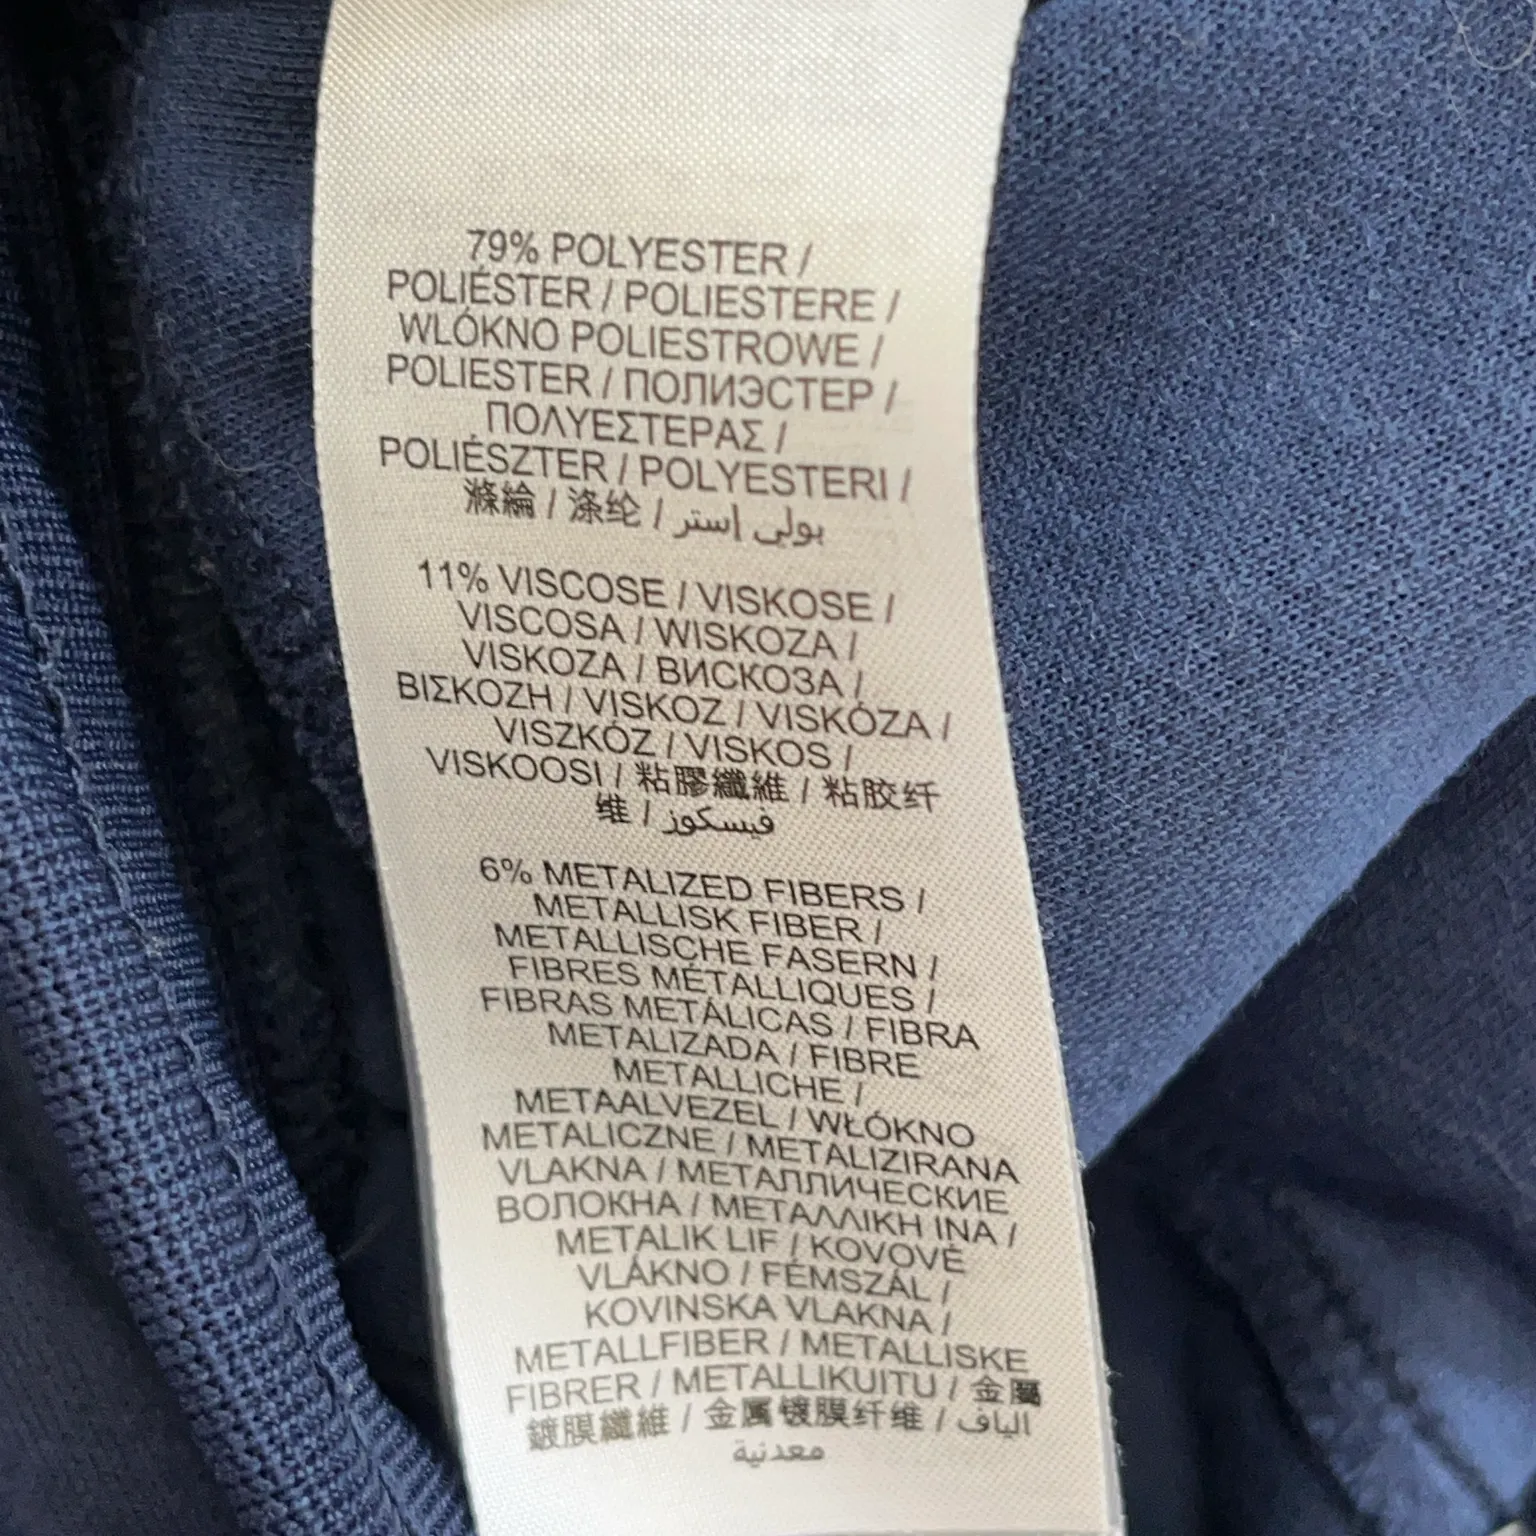 79% POLYESTER /
POLIÉSTER / POLIESTERE /
WLÓKNO POLIESTROWE /
POLIESTER / ПОЛИЭСТЕР /
ΠΟΛΥΕΣΤΕΡΑΣ /
POLIÉSZTER / POLYESTERI /
滌綸 / 涤纶 / بولي إستر
11% VISCOSE / VISKOSE /
VISCOSA / WISKOZA /
VISKOZA / ВИСКОЗА /
ΒΙΣΚΟΖΗ / VISKOZ / VISKÓZA /
VISZKÓZ / VISKOS /
VISKOOSI / 粘膠纖維 / 粘胶纤
维 / فيسكوز
6% METALIZED FIBERS /
METALLISK FIBER /
METALLISCHE FASERN /
FIBRES MÉTALLIQUES /
FIBRAS METÁLICAS / FIBRA
METALIZADA / FIBRE
METALLICHE /
METAALVEZEL / WŁÓKNO
METALICZNE / METALIZIRANA
VLAKNA / МЕТАЛЛИЧЕСКИЕ
ВОЛОКНА / ΜΕΤΑΛΛΙΚΗ ΙΝΑ /
METALIK LIF / KOVOVÉ
VLÁKNO / FÉMSZÁL /
KOVINSKA VLAKNA /
METALLFIBER / METALLISKE
FIBRER / METALLIKUITU / 金屬
鍍膜纖維 / 金属镀膜纤维 / الياف
معدنية